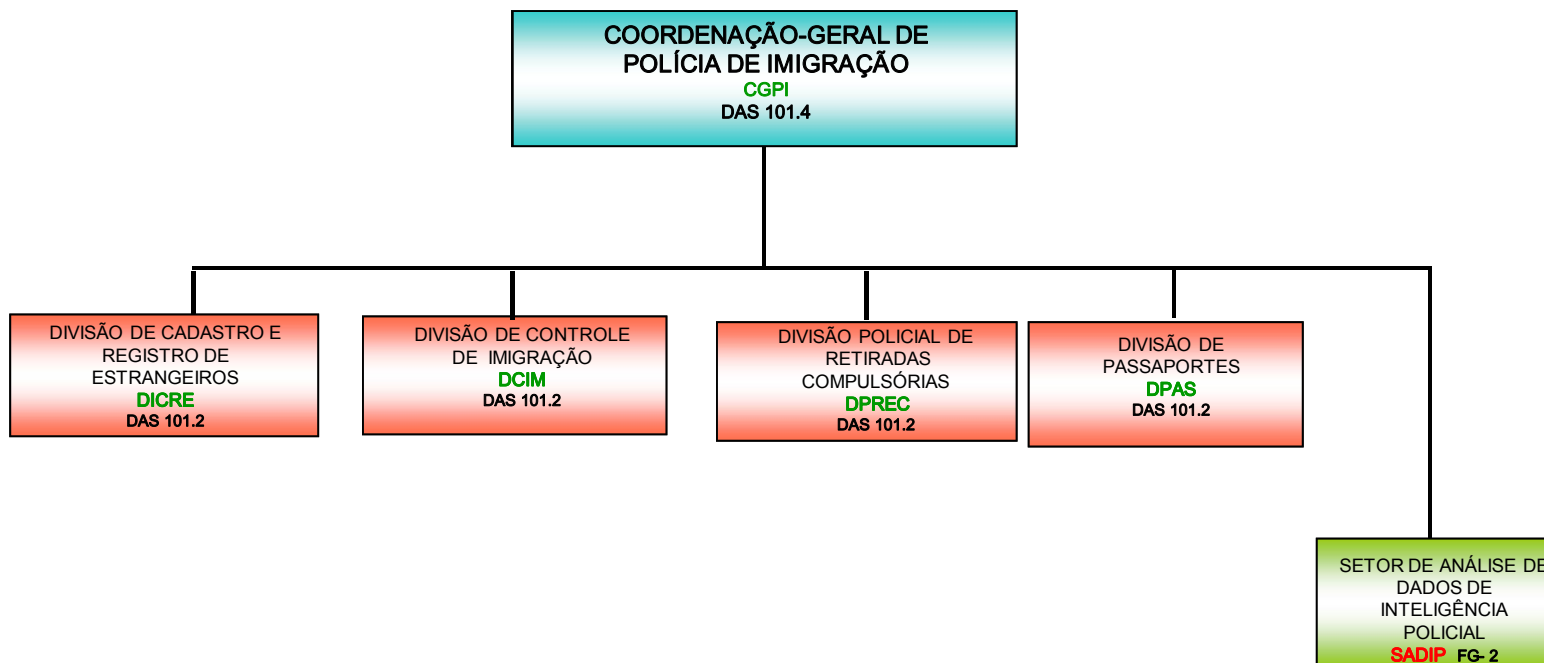 COORDENAÇÃO-GERAL DE
POLÍCIA DE IMIGRAÇÃO
CGPI
DAS 101.4
DIVISÃO DE CADASTRO E
REGISTRO DE
ESTRANGEIROS
DICRE
DAS 101.2
DIVISÃO DE CONTROLE
DE IMIGRAÇÃO
DCIM
DAS 101.2
DIVISÃO POLICIAL DE
RETIRADAS
COMPULSÓRIAS
DPREC
DAS 101.2
DIVISÃO DE
PASSAPORTES
DPAS
DAS 101.2
SETOR DE ANÁLISE DE
DADOS DE
INTELIGÊNCIA
POLICIAL
SADIP FG- 2